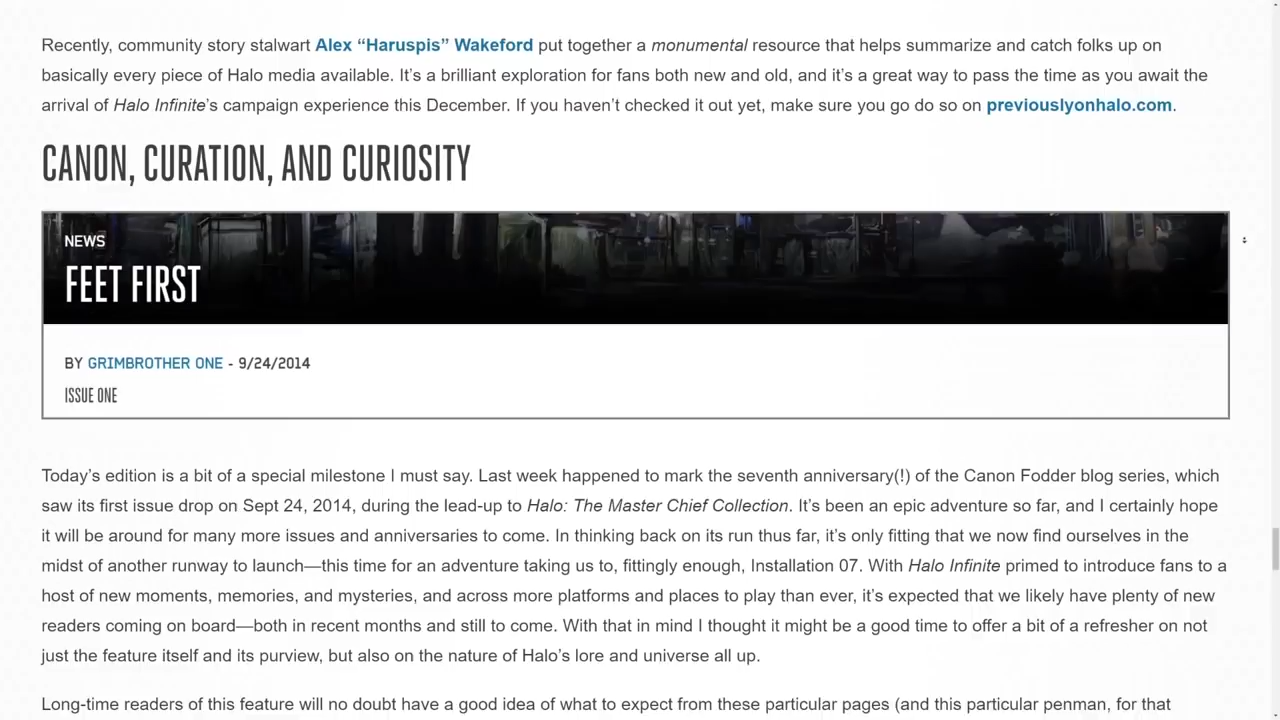 Recently, community story stalwart Alex “Haruspis” Wakeford put together a monumental resource that helps summarize and catch folks up on
basically every piece of Halo media available. It’s a brilliant exploration for fans both new and old, and it’s a great way to pass the time as you await the
arrival of Halo Infinite’s campaign experience this December. If you haven’t checked it out yet, make sure you go do so on previouslyonhalo.com.
CANON, CURATION, AND CURIOSITY
NEWS
FEET FIRST
BY GRIMBROTHER ONE - 9/24/2014
ISSUE ONE
Today’s edition is a bit of a special milestone I must say. Last week happened to mark the seventh anniversary(!) of the Canon Fodder blog series, which
saw its first issue drop on Sept 24, 2014, during the lead-up to Halo: The Master Chief Collection. It’s been an epic adventure so far, and I certainly hope
it will be around for many more issues and anniversaries to come. In thinking back on its run thus far, it’s only fitting that we now find ourselves in the
midst of another runway to launch—this time for an adventure taking us to, fittingly enough, Installation 07. With Halo Infinite primed to introduce fans to a
host of new moments, memories, and mysteries, and across more platforms and places to play than ever, it’s expected that we likely have plenty of new
readers coming on board—both in recent months and still to come. With that in mind I thought it might be a good time to offer a bit of a refresher on not
just the feature itself and its purview, but also on the nature of Halo’s lore and universe all up.
Long-time readers of this feature will no doubt have a good idea of what to expect from these particular pages (and this particular penman, for that